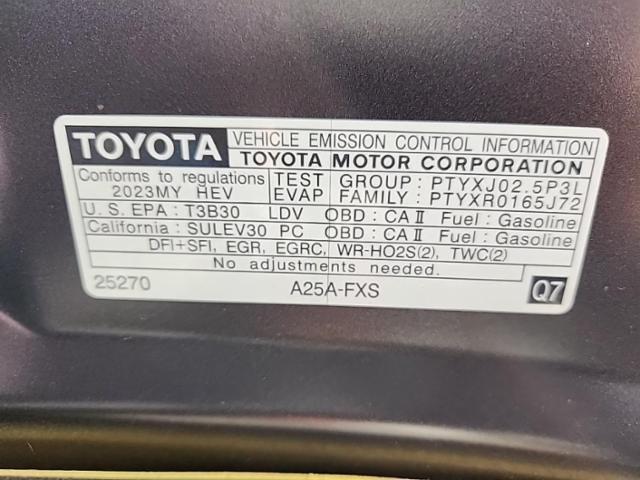 TOYOTA VEHICLE EMISSION CONTROL INFORMATION
TOYOTA MOTOR CORPORATION
Conforms to regulations TEST GROUP : PTYXJ02.5P3L
2023MY HEV EVAP FAMILY : PTYXR0165J72
U. S. EPA : T3B30 LDV OBD : CA II Fuel : Gasoline
California : SULEV30 PC OBD : CA II Fuel : Gasoline
DFI+SFI, EGR, EGRC, WR-HO2S(2), TWC(2)
No adjustments needed.
25270 A25A-FXS Q7